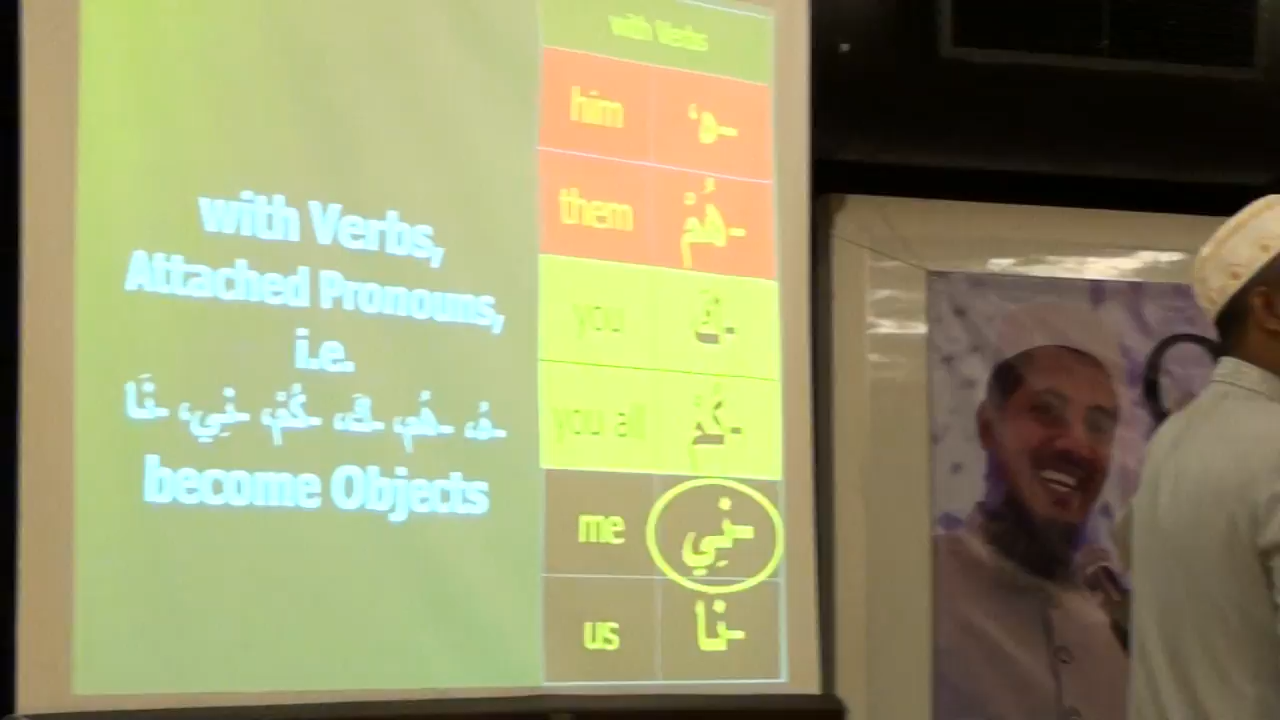 with Verbs,
Attached Pronouns,
i.e.
ـهُ، ـهُمْ، ـكَ، ـكُمْ، ـنِي، ـنَا
become Objects
with Verbs
him ـهُ
them ـهُمْ
you ـكَ
you all ـكُمْ
me ـنِي
us ـنَا